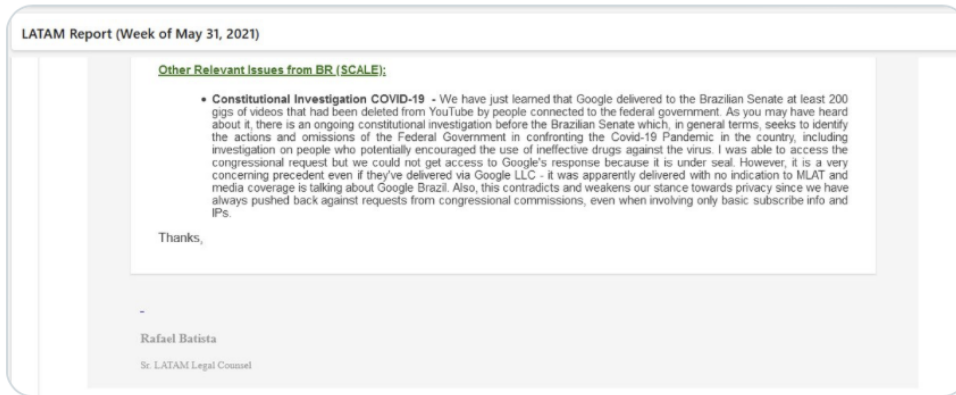 LATAM Report (Week of May 31, 2021)
Other Relevant Issues from BR (SCALE):
• Constitutional Investigation COVID-19 - We have just learned that Google delivered to the Brazilian Senate at least 200
gigs of videos that had been deleted from YouTube by people connected to the federal government. As you may have heard
about it, there is an ongoing constitutional investigation before the Brazilian Senate which, in general terms, seeks to identify
the actions and omissions of the Federal Government in confronting the Covid-19 Pandemic in the country, including
investigation on people who potentially encouraged the use of ineffective drugs against the virus. I was able to access the
congressional request but we could not get access to Google's response because it is under seal. However, it is a very
concerning precedent even if they've delivered via Google LLC - it was apparently delivered with no indication to MLAT and
media coverage is talking about Google Brazil. Also, this contradicts and weakens our stance towards privacy since we have
always pushed back against requests from congressional commissions, even when involving only basic subscribe info and
IPs.
Thanks,
-
Rafael Batista
Sr. LATAM Legal Counsel